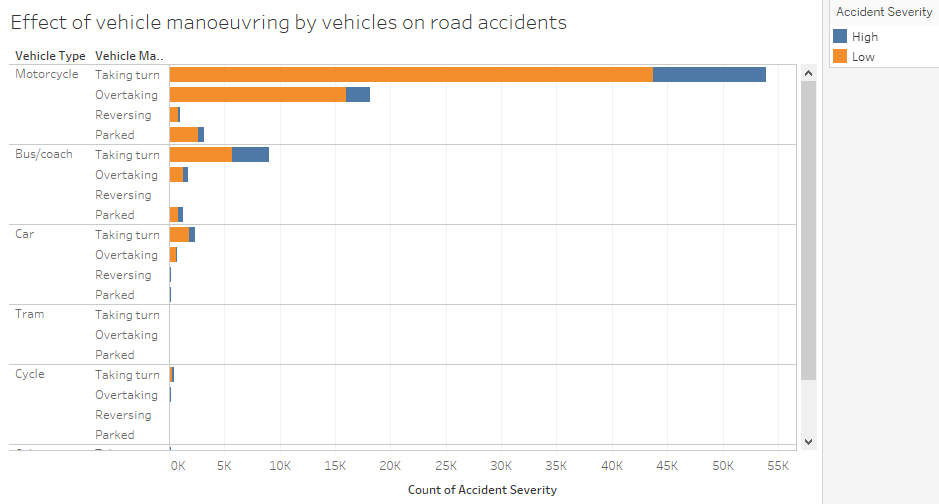 Effect of vehicle manoeuvring by vehicles on road accidents
Accident Severity
High
Low
Vehicle Type Vehicle Ma..
Motorcycle Taking turn
Overtaking
Reversing
Parked
Bus/coach Taking turn
Overtaking
Reversing
Parked
Car Taking turn
Overtaking
Reversing
Parked
Tram Taking turn
Overtaking
Parked
Cycle Taking turn
Overtaking
Reversing
Parked
0K 5K 10K 15K 20K 25K 30K 35K 40K 45K 50K 55K
Count of Accident Severity